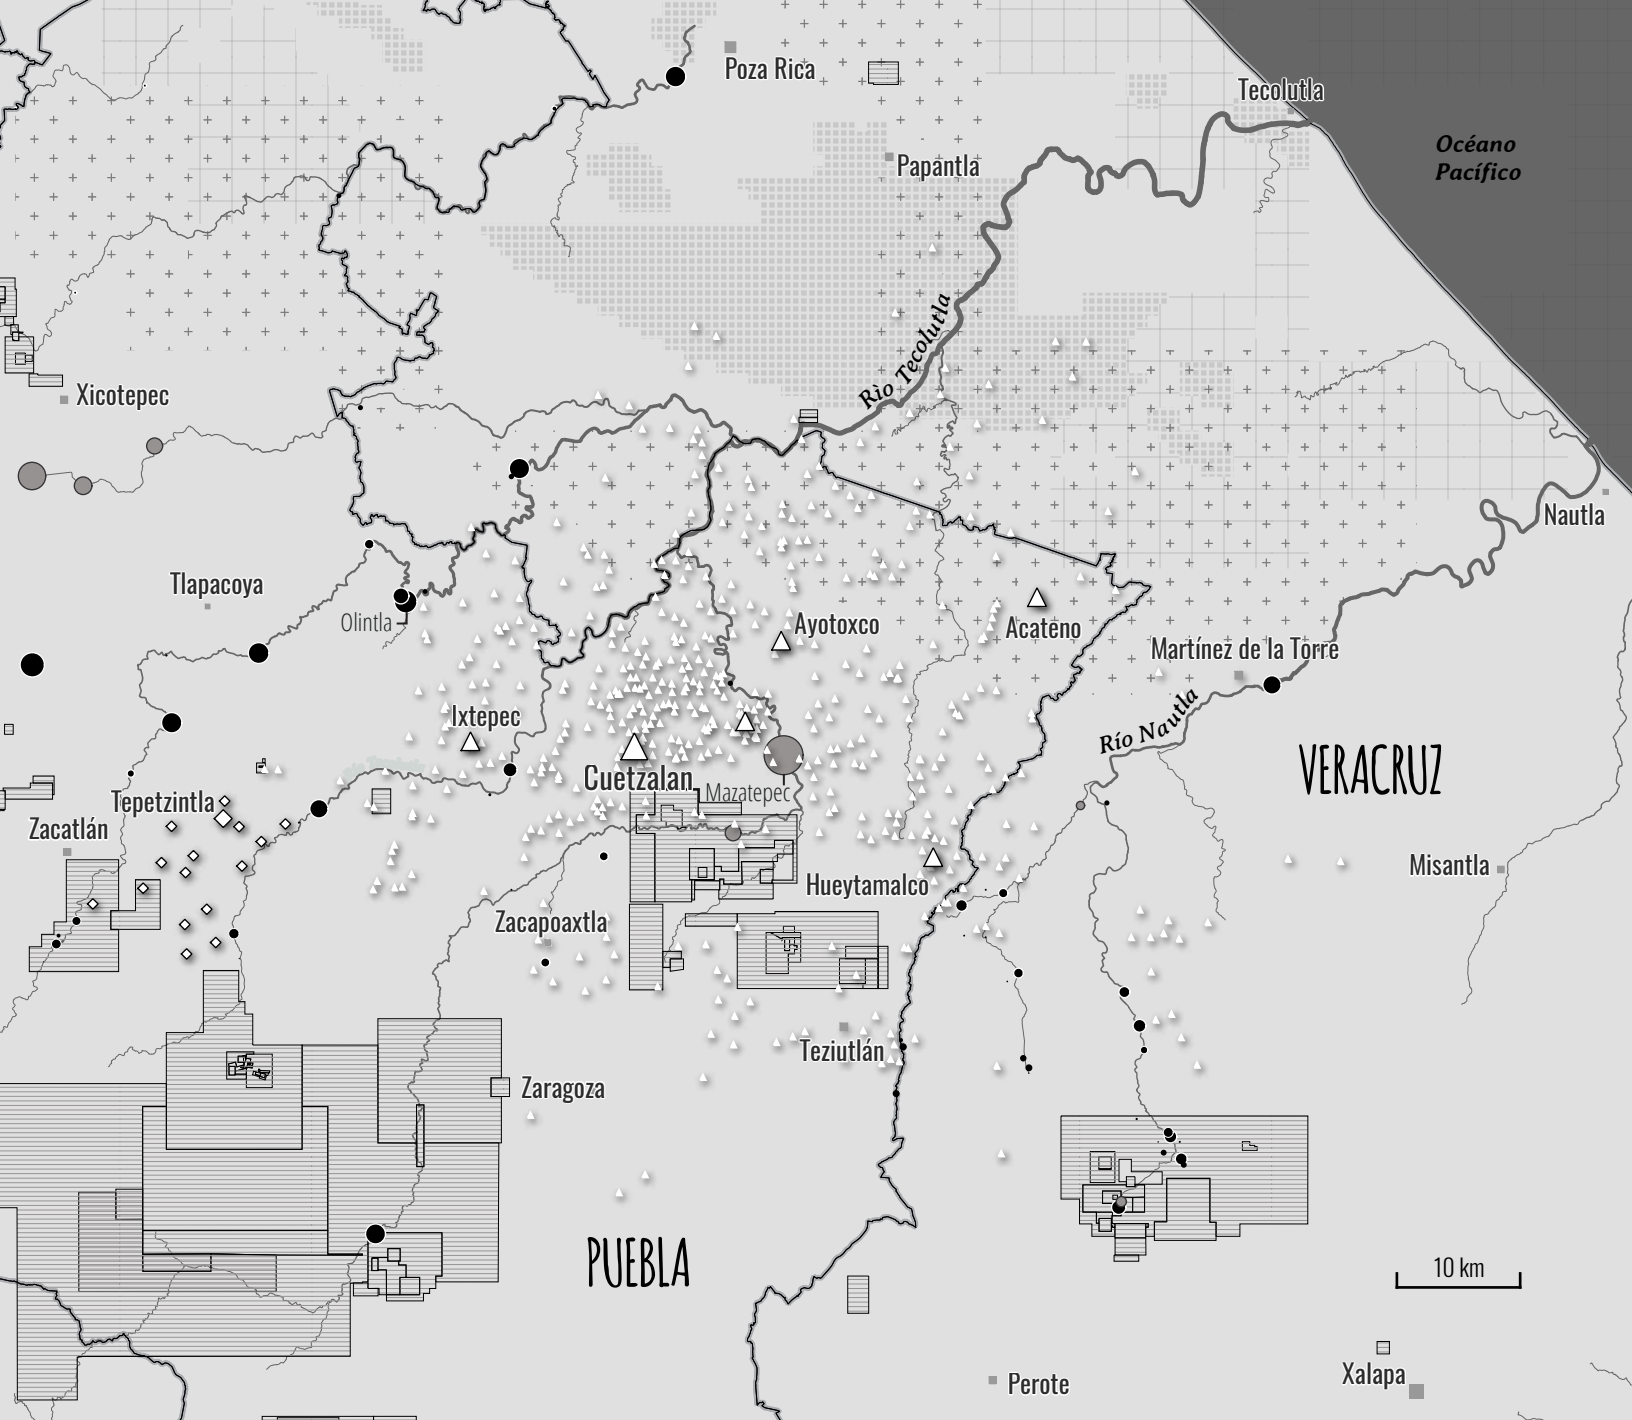 Poza Rica
Tecolutla
Océano
Pacífico
Papantla
Rìo Tecolutla
Xicotepec
Nautla
Tlapacoya
Olintla
Ayotoxco
Acateno
Martínez de la Torre
Ixtepec
Río Nautla
VERACRUZ
Cuetzalan
Mazatepec
Tepetzintla
Zacatlán
Misantla
Hueytamalco
Zacapoaxtla
Teziutlán
Zaragoza
PUEBLA
10 km
Xalapa
Perote